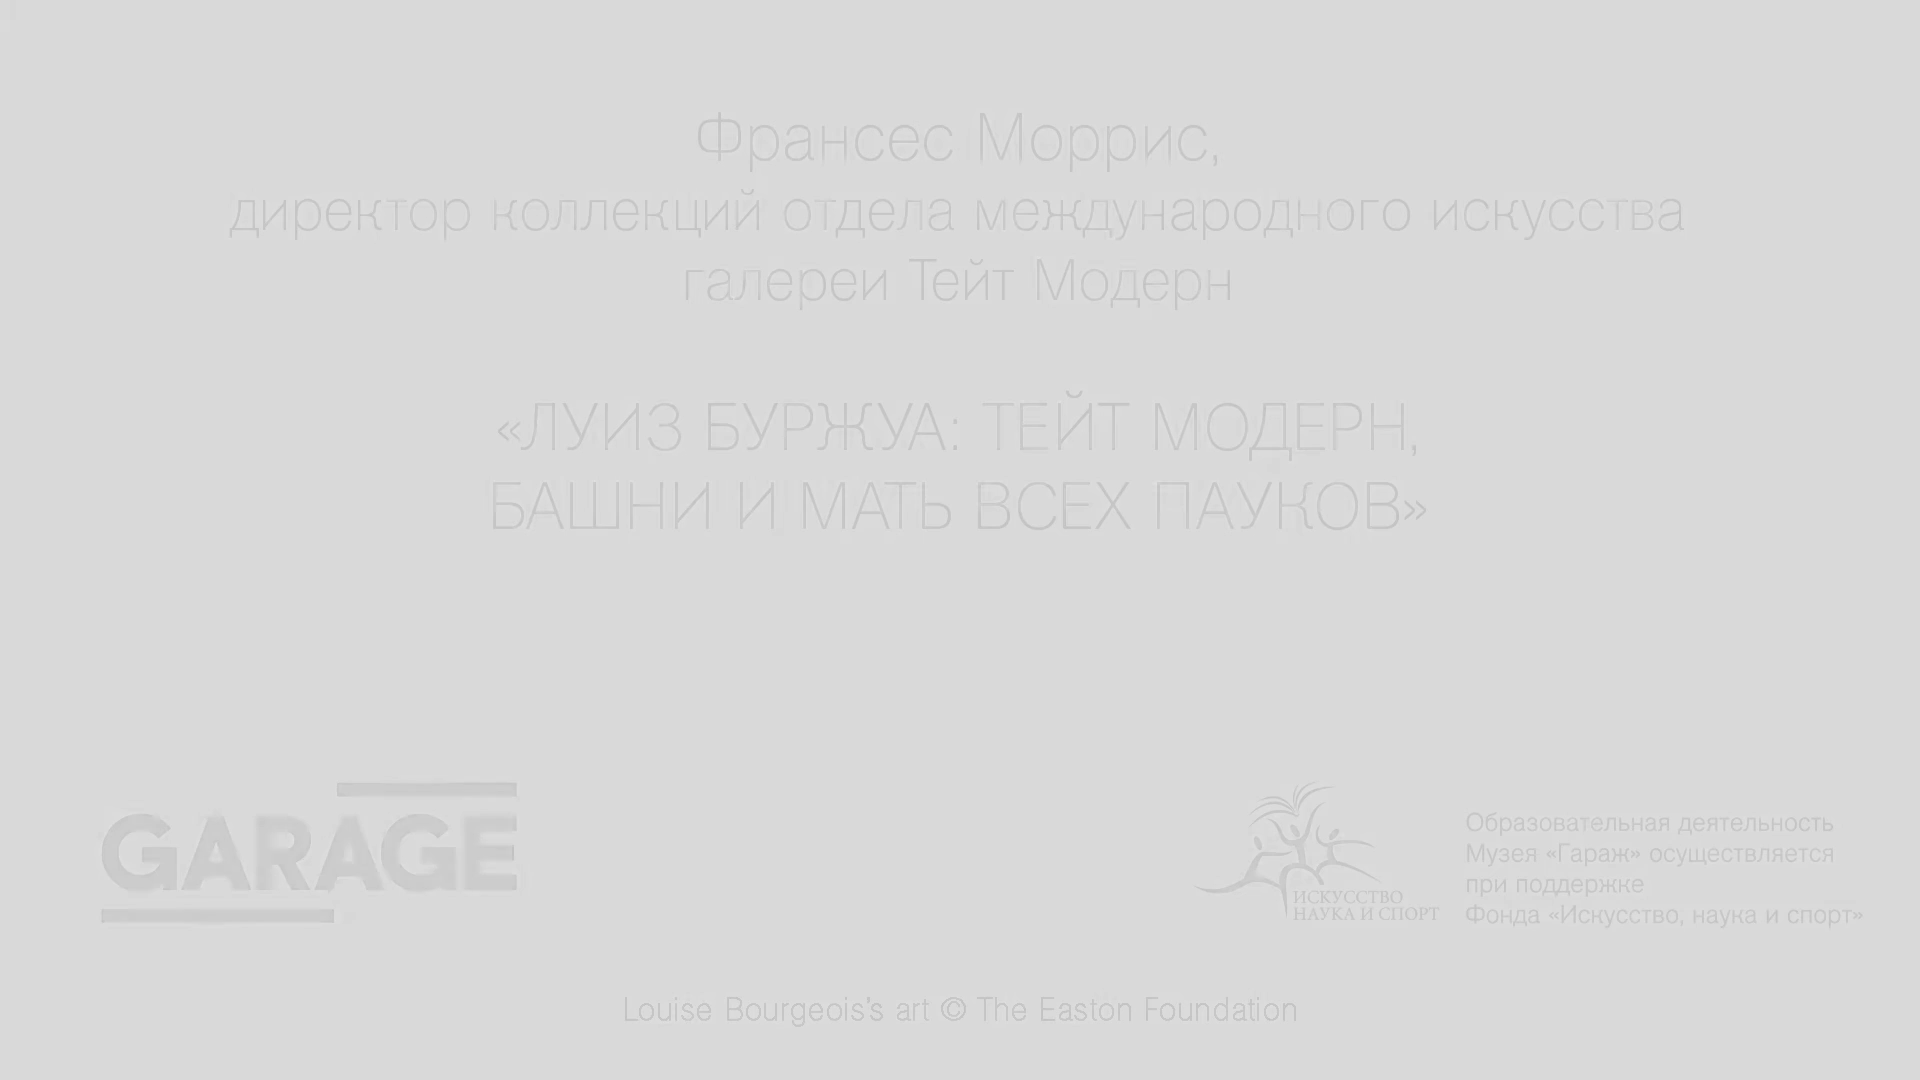 Франсес Моррис,
директор коллекций отдела международного искусства
галереи Тейт Модерн
«ЛУИЗ БУРЖУА: ТЕЙТ МОДЕРН,
БАШНИ И МАТЬ ВСЕХ ПАУКОВ»
GARAGE
ИСКУССТВО
НАУКА И СПОРТ
Образовательная деятельность
Музея «Гараж» осуществляется
при поддержке
Фонда «Искусство, наука и спорт»
Louise Bourgeois's art © The Easton Foundation